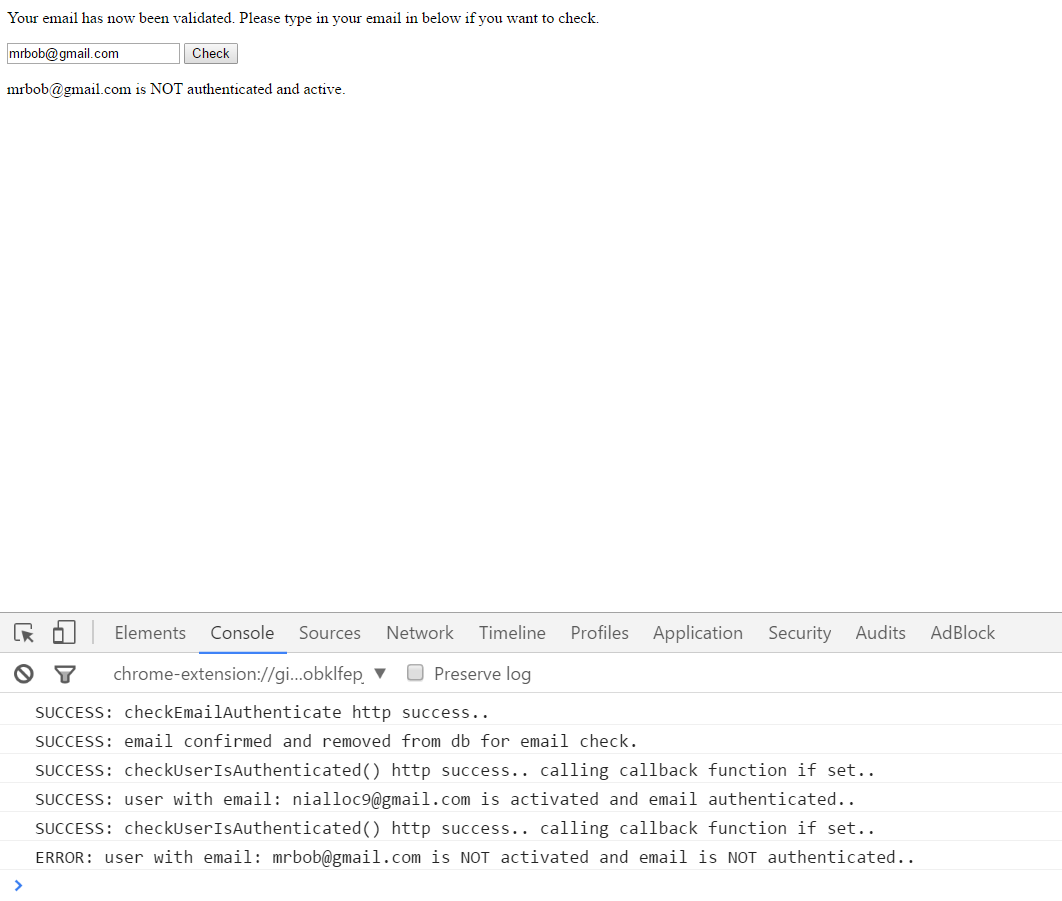 Your email has now been validated. Please type in your email in below if you want to check.
mrbob@gmail.com Check
mrbob@gmail.com is NOT authenticated and active.
Elements Console Sources Network Timeline Profiles Application Security Audits AdBlock
chrome-extension://gi...obklfep ▼ Preserve log
SUCCESS: checkEmailAuthenticate http success..
SUCCESS: email confirmed and removed from db for email check.
SUCCESS: checkUserIsAuthenticated() http success.. calling callback function if set..
SUCCESS: user with email: nialloc9@gmail.com is activated and email authenticated..
SUCCESS: checkUserIsAuthenticated() http success.. calling callback function if set..
ERROR: user with email: mrbob@gmail.com is NOT activated and email is NOT authenticated..